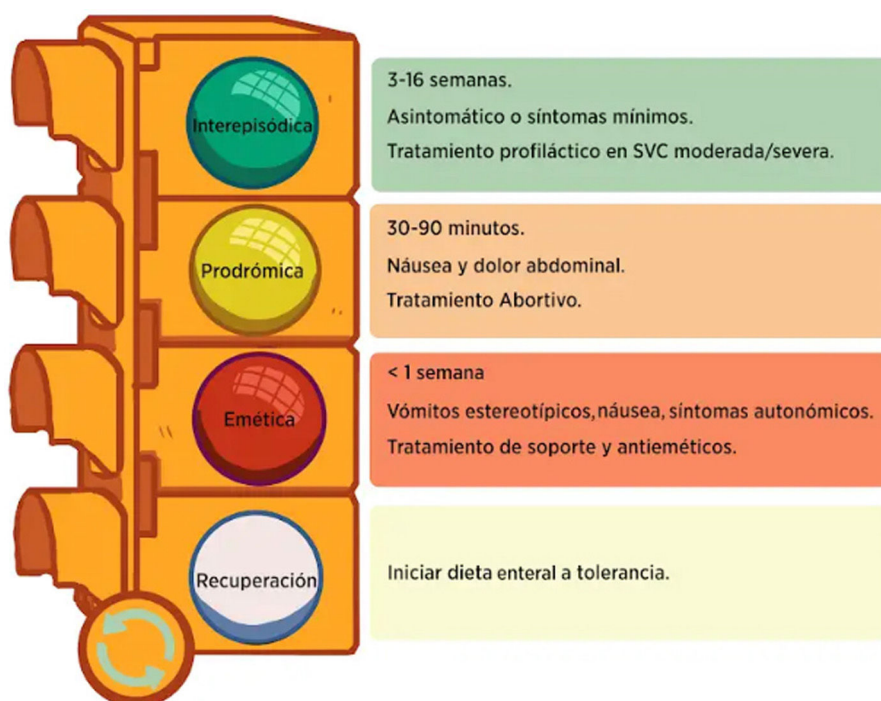 Interepisódica
3-16 semanas.
Asintomático o síntomas mínimos.
Tratamiento profiláctico en SVC moderada/severa.
Prodrómica
30-90 minutos.
Náusea y dolor abdominal.
Tratamiento Abortivo.
Emética
< 1 semana
Vómitos estereotípicos, náusea, síntomas autonómicos.
Tratamiento de soporte y antieméticos.
Recuperación
Iniciar dieta enteral a tolerancia.